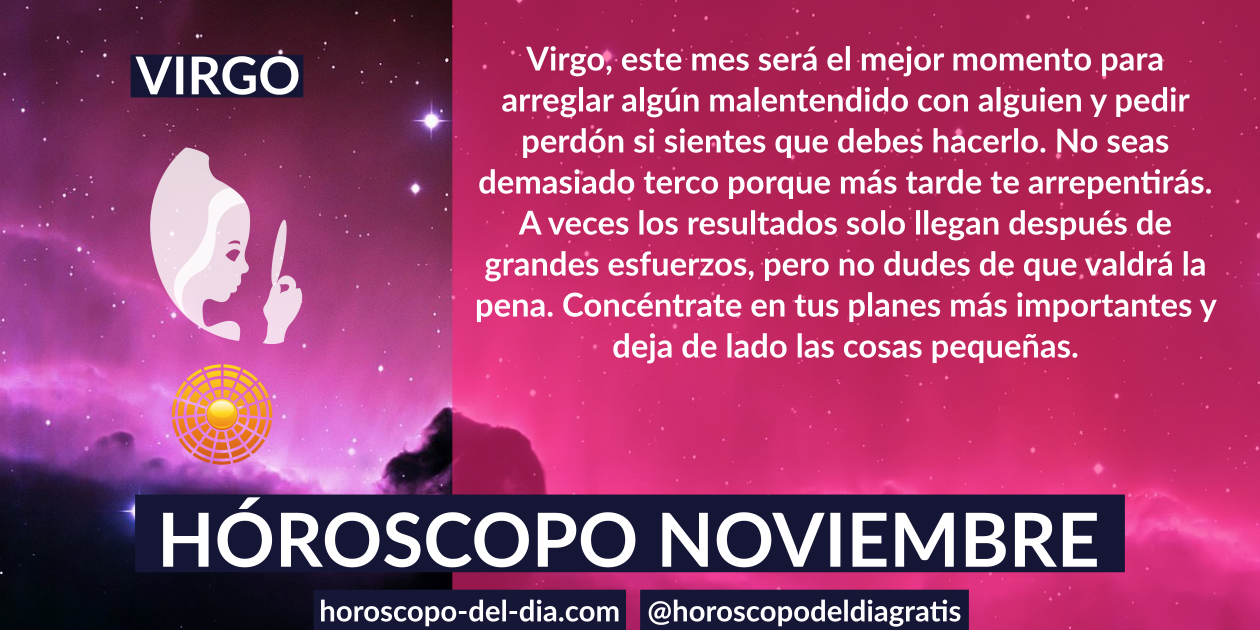 VIRGO
Virgo, este mes será el mejor momento para
arreglar algún malentendido con alguien y pedir
perdón si sientes que debes hacerlo. No seas
demasiado terco porque más tarde te arrepentirás.
A veces los resultados solo llegan después de
grandes esfuerzos, pero no dudes de que valdrá la
pena. Concéntrate en tus planes más importantes y
deja de lado las cosas pequeñas.
HÓROSCOPO NOVIEMBRE
horoscopo-del-dia.com
@horoscopodeldiagratis